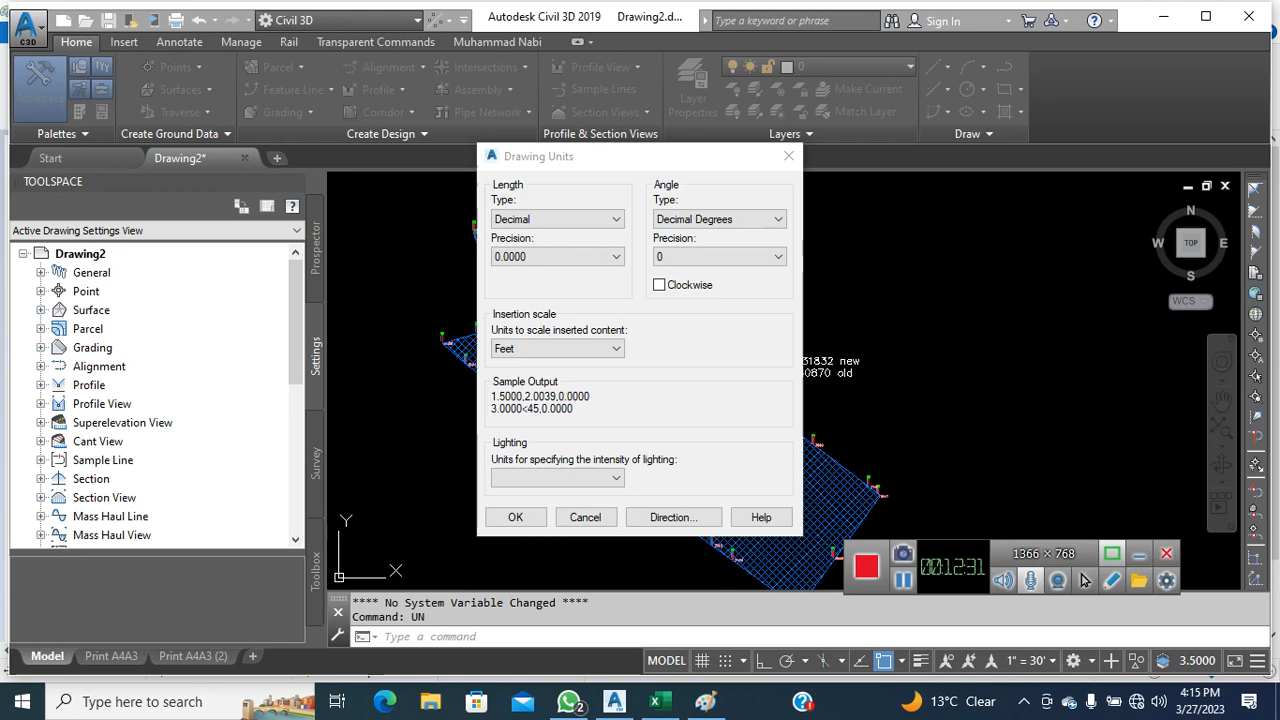 C3D
Civil 3D
Autodesk Civil 3D 2019 Drawing2.d...
Type a keyword or phrase
Sign In
Home Insert Annotate Manage Rail Transparent Commands Muhammad Nabi
Toolspace
Points
Surfaces
Traverse
Parcel
Feature Line
Grading
Alignment
Profile
Corridor
Intersections
Assembly
Pipe Network
Profile View
Sample Lines
Section Views
Layer
Properties
0
Make Current
Match Layer
Palettes Create Ground Data Create Design Profile & Section Views Layers Draw
Start Drawing2*
TOOLSPACE
Active Drawing Settings View
Drawing2
General
Point
Surface
Parcel
Grading
Alignment
Profile
Profile View
Superelevation View
Cant View
Sample Line
Section
Section View
Mass Haul Line
Mass Haul View
Prospector
Settings
Survey
Toolbox
Drawing Units
Length
Type:
Decimal
Precision:
0.0000
Angle
Type:
Decimal Degrees
Precision:
0
Clockwise
Insertion scale
Units to scale inserted content:
Feet
Sample Output
1.5000,2.0039,0.0000
3.0000<45,0.0000
Lighting
Units for specifying the intensity of lighting:
OK Cancel Direction... Help
31832 new
0870 old
N
W TOP E
S
WCS
Y
X
00:12:31
1366 × 768
**** No System Variable Changed ****
Command: UN
Type a command
Model Print A4A3 Print A4A3 (2)
MODEL
1" = 30'
3.5000
Type here to search
2
13°C Clear
4:15 PM
3/27/2023